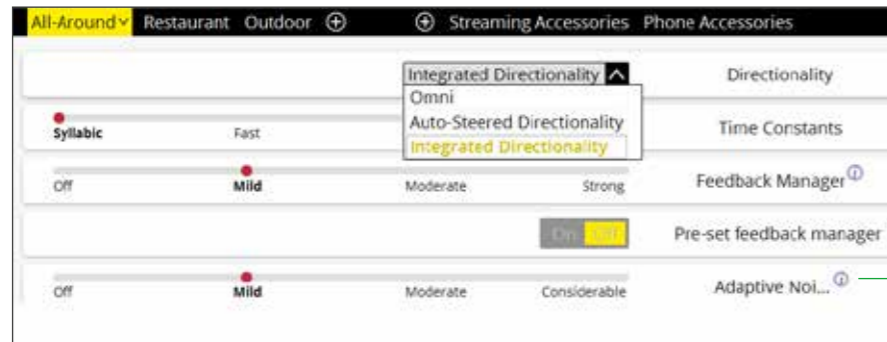 All-Around Restaurant Outdoor Streaming Accessories Phone Accessories
Integrated Directionality Directionality
Omni
Auto-Steered Directionality
Integrated Directionality
Syllabic Fast Time Constants
Off Mild Moderate Strong Feedback Manager
On Off Pre-set feedback manager
Off Mild Moderate Considerable Adaptive Noi...